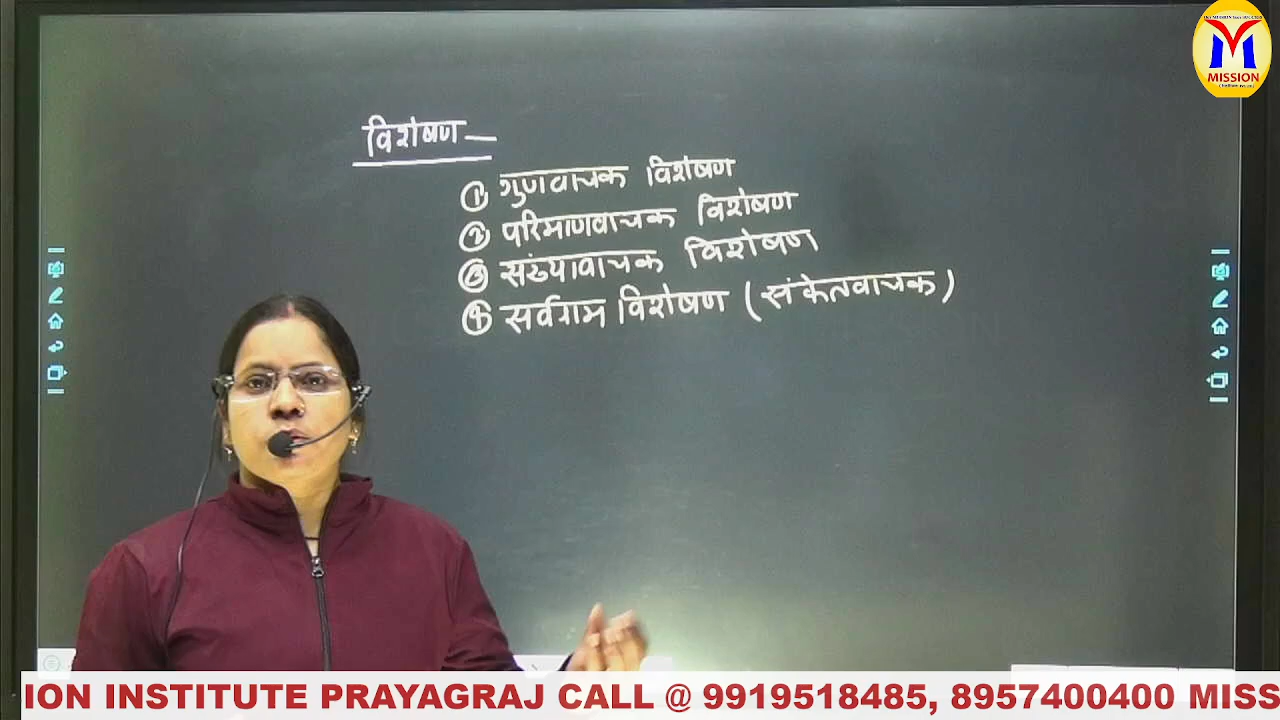 MISSION
विशेषण —
① गुणवाचक विशेषण
② परिमाणवाचक विशेषण
③ संख्यावाचक विशेषण
④ सर्वनाम विशेषण (संकेतवाचक)
ION INSTITUTE PRAYAGRAJ CALL @ 9919518485, 8957400400 MISS